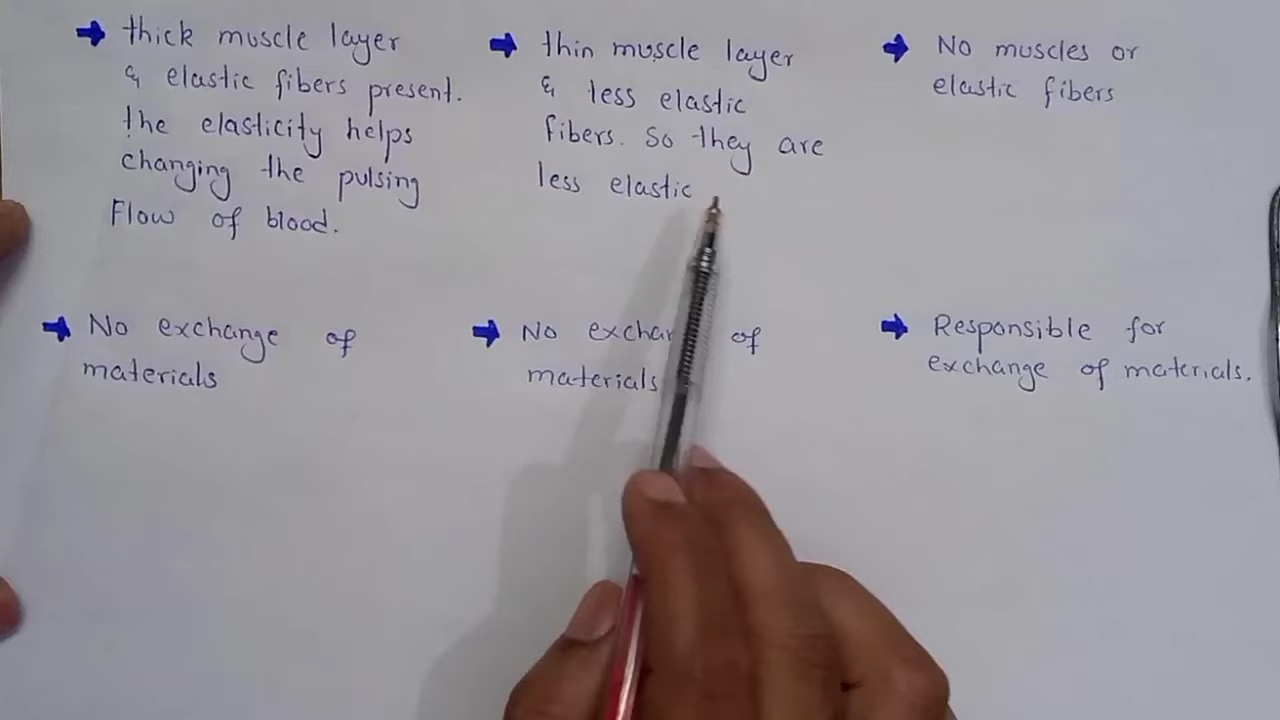 thick muscle layer
& elastic fibers present.
the elasticity helps
changing the pulsing
Flow of blood.
thin muscle layer
& less elastic
fibers. So they are
less elastic
No muscles or
elastic fibers
No exchange of
materials
No of
materials
Responsible for
exchange of materials.